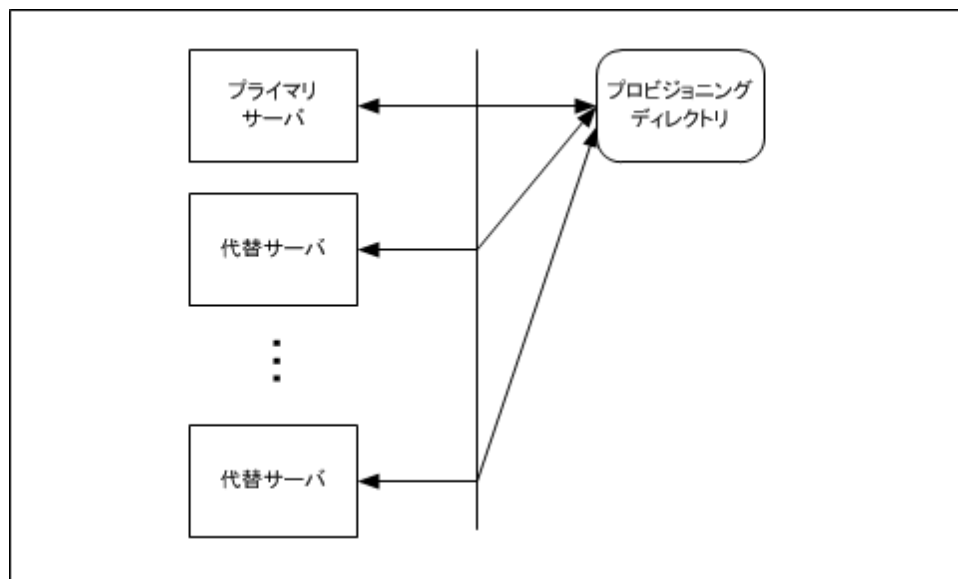 プライマリ
サーバ
プロビジョニング
ディレクトリ
代替サーバ
代替サーバ